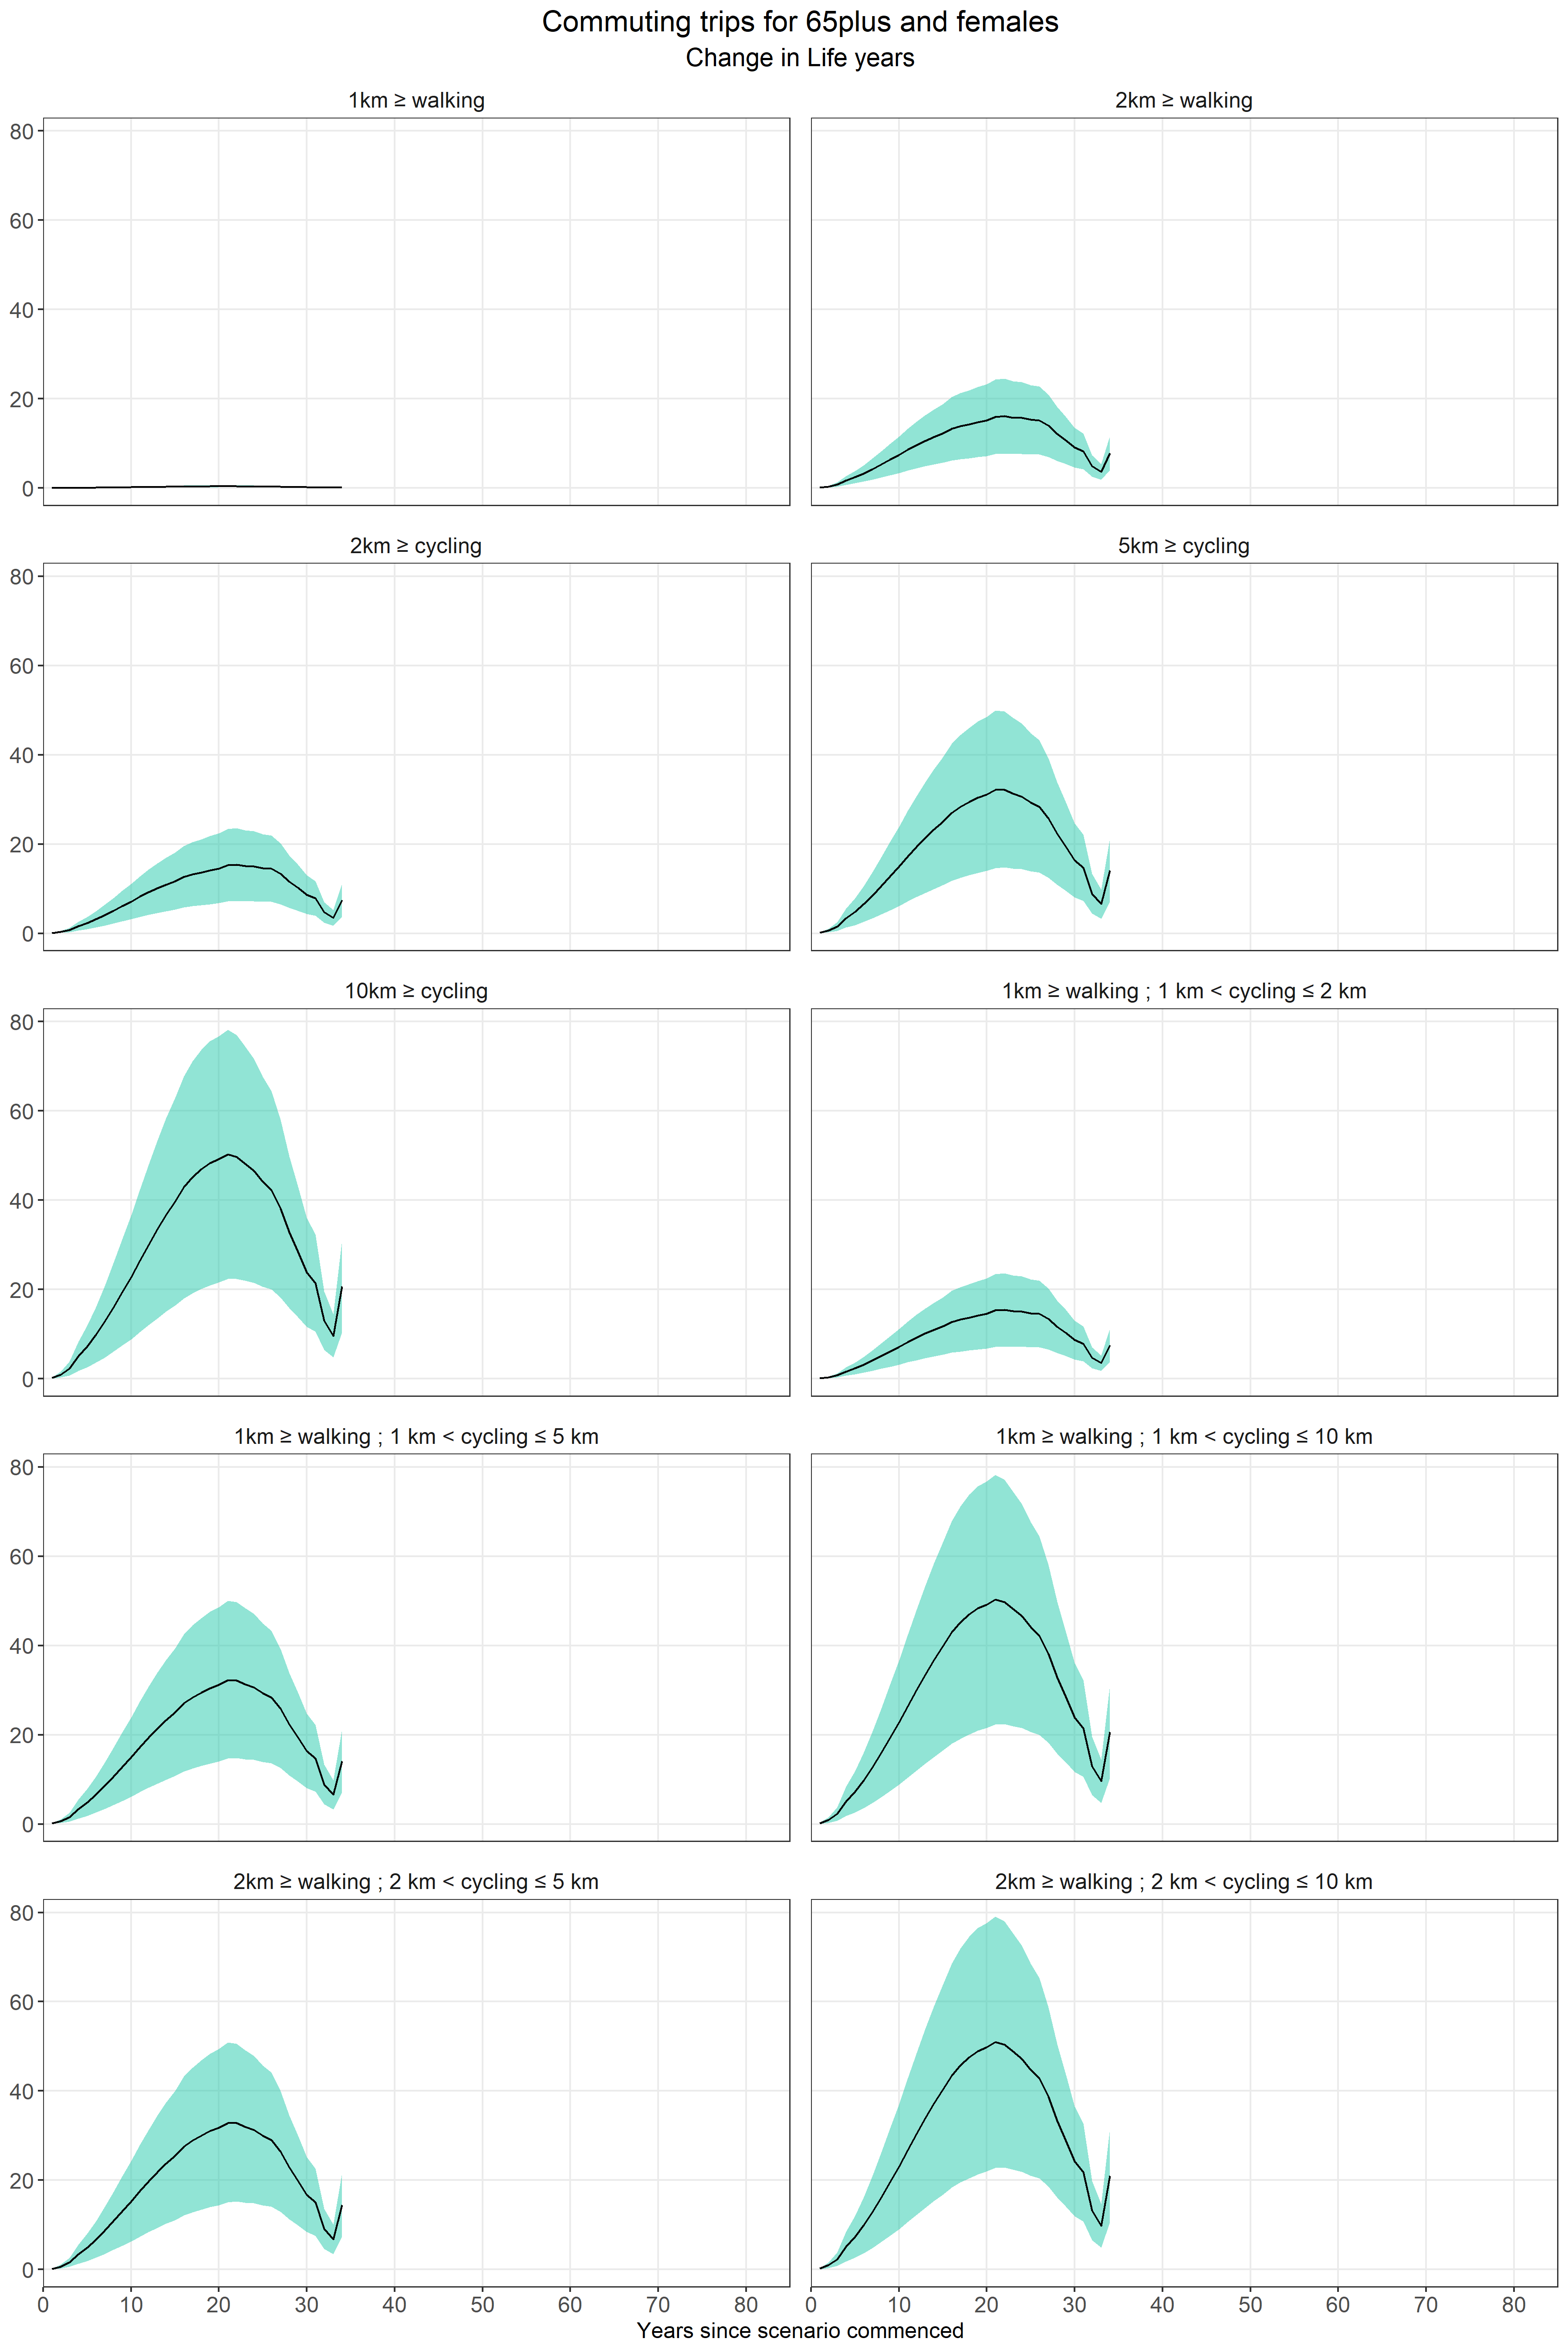 Commuting trips for 65plus and females
Change in Life years
1km ≥ walking
2km ≥ walking
80
60
40
20
0
2km ≥ cycling
5km ≥ cycling
80
60
40
20
0
10km ≥ cycling
1km ≥ walking ; 1 km < cycling ≤ 2 km
80
60
40
20
0
1km ≥ walking ; 1 km < cycling ≤ 5 km
1km ≥ walking ; 1 km < cycling ≤ 10 km
80
60
40
20
0
2km ≥ walking ; 2 km < cycling ≤ 5 km
2km ≥ walking ; 2 km < cycling ≤ 10 km
80
60
40
20
0
0 10 20 30 40 50 60 70 80
0 10 20 30 40 50 60 70 80
Years since scenario commenced